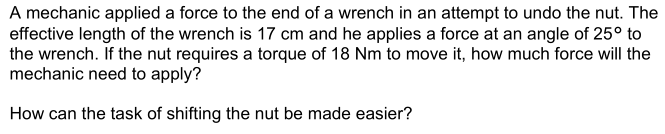 A mechanic applied a force to the end of a wrench in an attempt to undo the nut. The
effective length of the wrench is 17 cm and he applies a force at an angle of 25° to
the wrench. If the nut requires a torque of 18 Nm to move it, how much force will the
mechanic need to apply?
How can the task of shifting the nut be made easier?